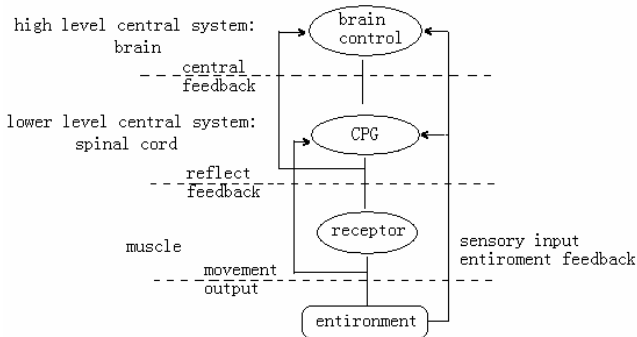 high level central system:
brain
brain
control
central
feedback
lower level central system:
spinal cord
CPG
reflect
feedback
receptor
muscle
sensory input
entiroment feedback
movement
output
entironment